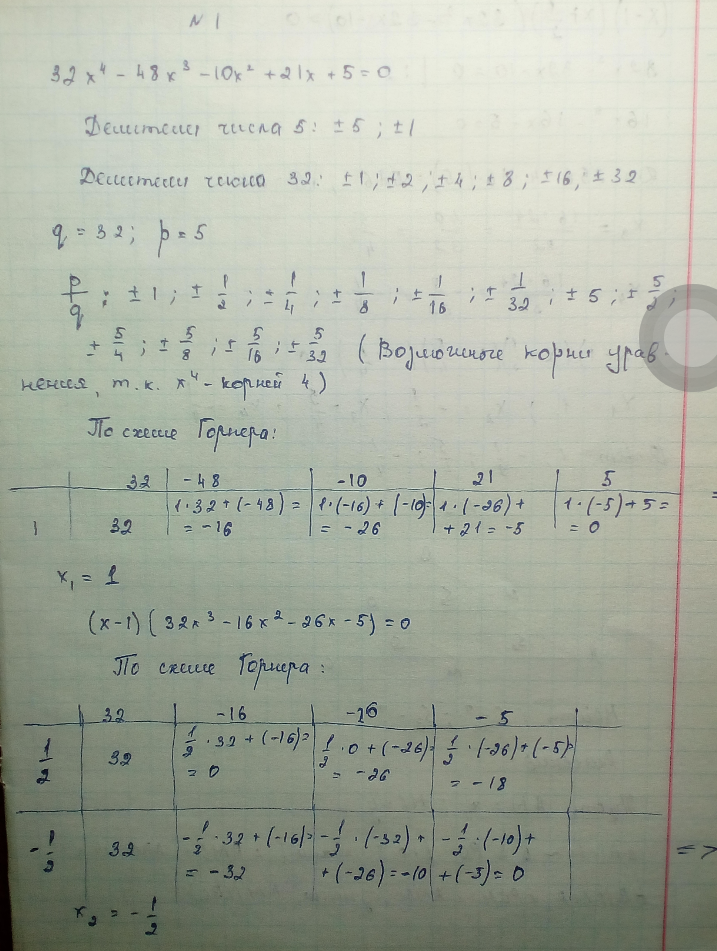 N 1
32x⁴ - 48x³ - 10x² + 21x + 5 = 0
Делители числа 5: ±5 ; ±1
Делители числа 32: ±1 ; ±2 ; ±4 ; ±8 ; ±16, ±32
q = 32; p = 5
p/q : ±1 ; ± 1/2 ; ± 1/4 ; ± 1/8 ; ± 1/16 ; ± 1/32 ; ± 5 ; ± 5/2 ;
± 5/4 ; ± 5/8 ; ± 5/16 ; ± 5/32 (Возможные корни урав-
нения, т.к. x⁴ - корней 4)
По схеме Горнера:
32 -48 -10 21 5
1 32 1·32+(-48) = = -16 1·(-16) + (-10)= = -26 1·(-26) + +21 = -5 1·(-5)+5 = = 0
x₁ = 1
(x-1)(32x³ - 16x² - 26x - 5) = 0
По схеме Горнера:
32 -16 -26 -5
1/2 32 1/2 · 32 + (-16)= = 0 1/2 · 0 + (-26)= = -26 1/2 · (-26) + (-5)= = -18
-1/2 32 -1/2 · 32 + (-16)= = -32 -1/2 · (-32) + +(-26) = -10 -1/2 · (-10) + +(-5) = 0 =>
x₂ = -1/2